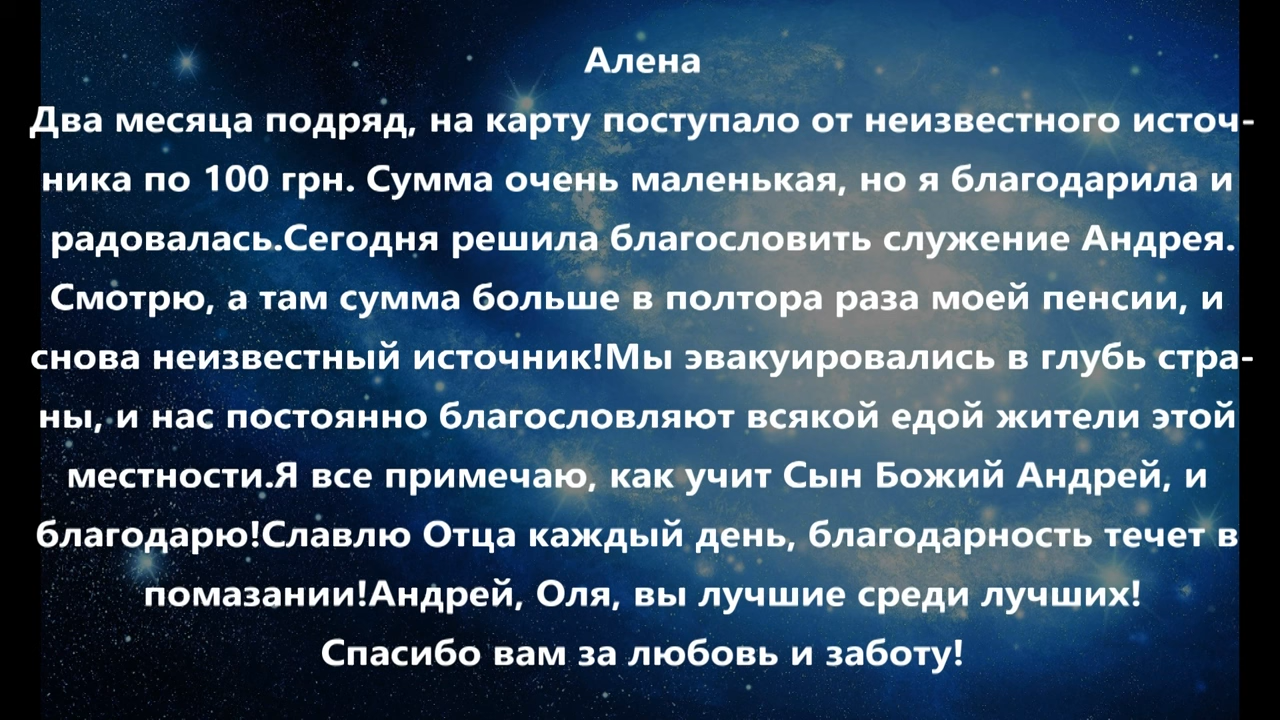 Алена
Два месяца подряд, на карту поступало от неизвестного источ-
ника по 100 грн. Сумма очень маленькая, но я благодарила и
радовалась.Сегодня решила благословить служение Андрея.
Смотрю, а там сумма больше в полтора раза моей пенсии, и
снова неизвестный источник!Мы эвакуировались в глубь стра-
ны, и нас постоянно благословляют всякой едой жители этой
местности.Я все примечаю, как учит Сын Божий Андрей, и
благодарю!Славлю Отца каждый день, благодарность течет в
помазании!Андрей, Оля, вы лучшие среди лучших!
Спасибо вам за любовь и заботу!